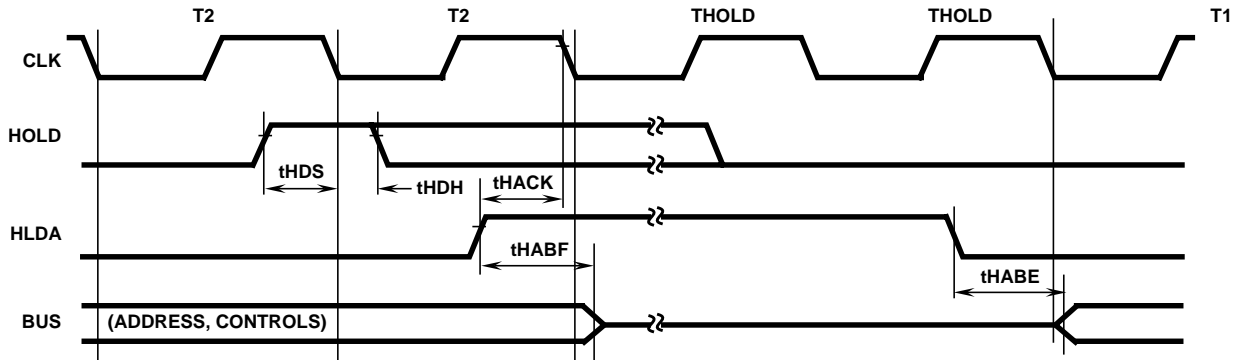 T2 T2 THOLD THOLD T1
CLK
HOLD
tHDS tHDH tHACK
HLDA
tHABF
tHABE
BUS (ADDRESS, CONTROLS)